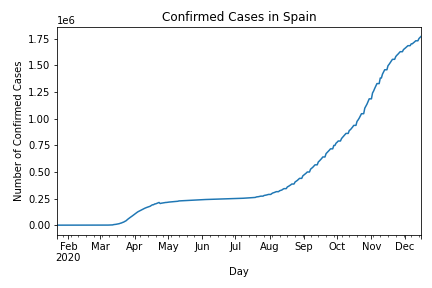 Confirmed Cases in Spain
1e6
1.75
1.50
1.25
1.00
0.75
0.50
0.25
0.00
Number of Confirmed Cases
Feb Mar Apr May Jun Jul Aug Sep Oct Nov Dec
2020
Day